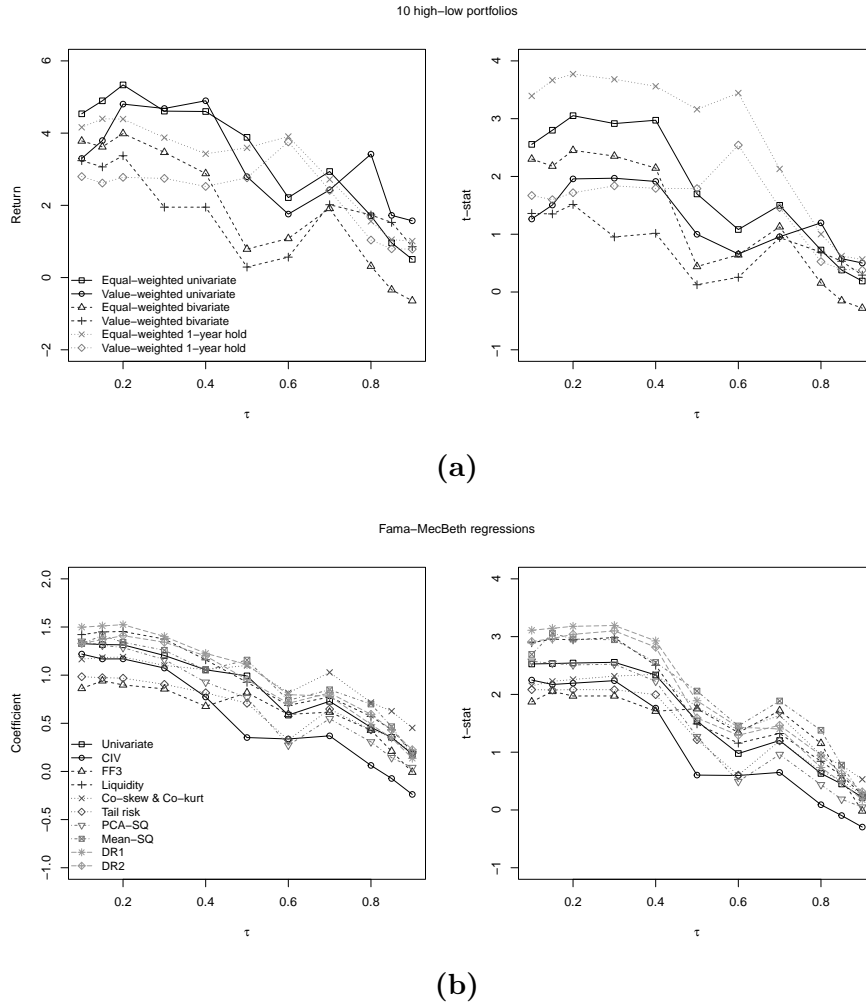 10 high−low portfolios
Return
−2
0
2
4
6
0.2
0.4
0.6
0.8
τ
Equal−weighted univariate
Value−weighted univariate
Equal−weighted bivariate
Value−weighted bivariate
Equal−weighted 1−year hold
Value−weighted 1−year hold
t−stat
−1
0
1
2
3
4
0.2
0.4
0.6
0.8
τ
(a)
Fama−MecBeth regressions
Coefficient
−1.0
−0.5
0.0
0.5
1.0
1.5
2.0
0.2
0.4
0.6
0.8
τ
Univariate
CIV
FF3
Liquidity
Co−skew & Co−kurt
Tail risk
PCA−SQ
Mean−SQ
DR1
DR2
t−stat
−1
0
1
2
3
4
0.2
0.4
0.6
0.8
τ
(b)